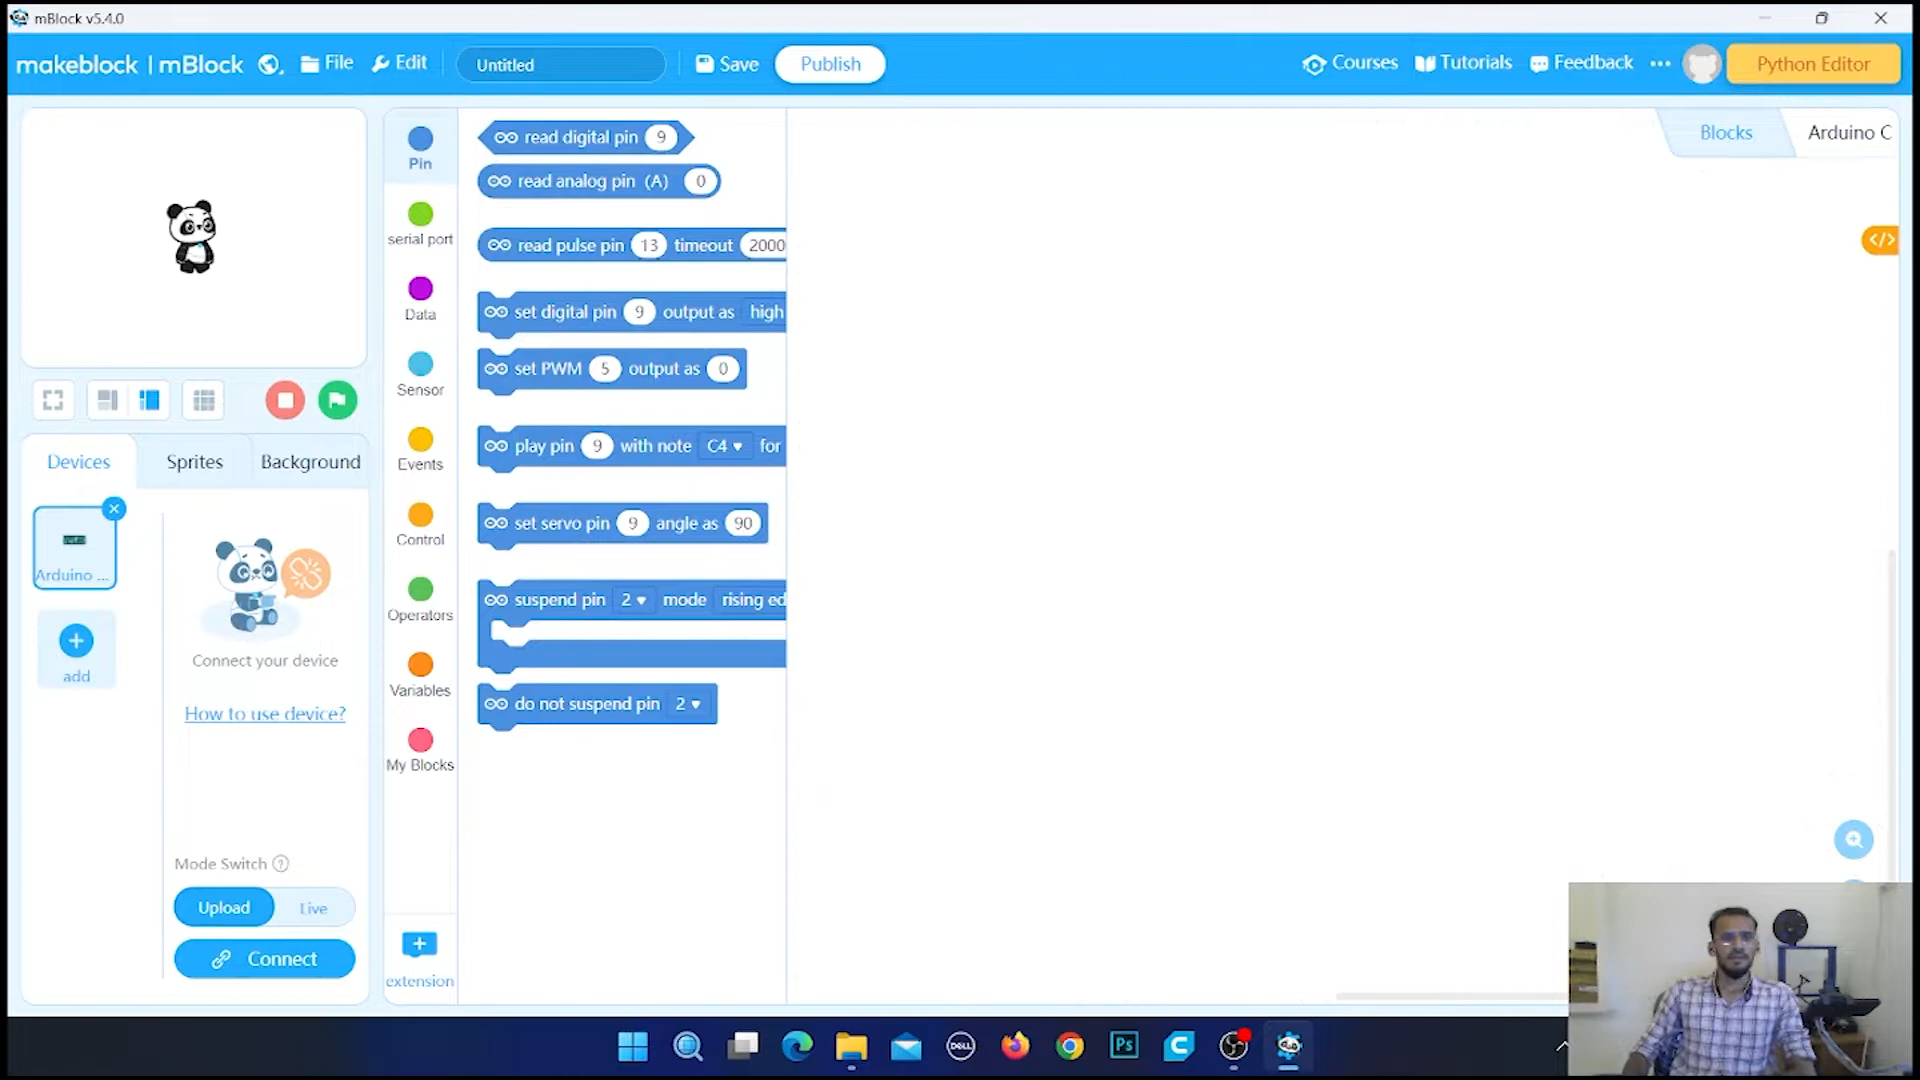 mBlock v5.4.0
makeblock | mBlock
File
Edit
Untitled
Save
Publish
Courses
Tutorials
Feedback
Python Editor
Blocks
Arduino C
Pin
serial port
Data
Sensor
Events
Control
Operators
Variables
My Blocks
extension
read digital pin 9
read analog pin (A) 0
read pulse pin 13 timeout 2000
set digital pin 9 output as high
set PWM 5 output as 0
play pin 9 with note C4 for
set servo pin 9 angle as 90
suspend pin 2 mode rising ed
do not suspend pin 2
Devices
Sprites
Background
Arduino ...
add
Connect your device
How to use device?
Mode Switch ?
Upload
Live
Connect
DELL
Ps